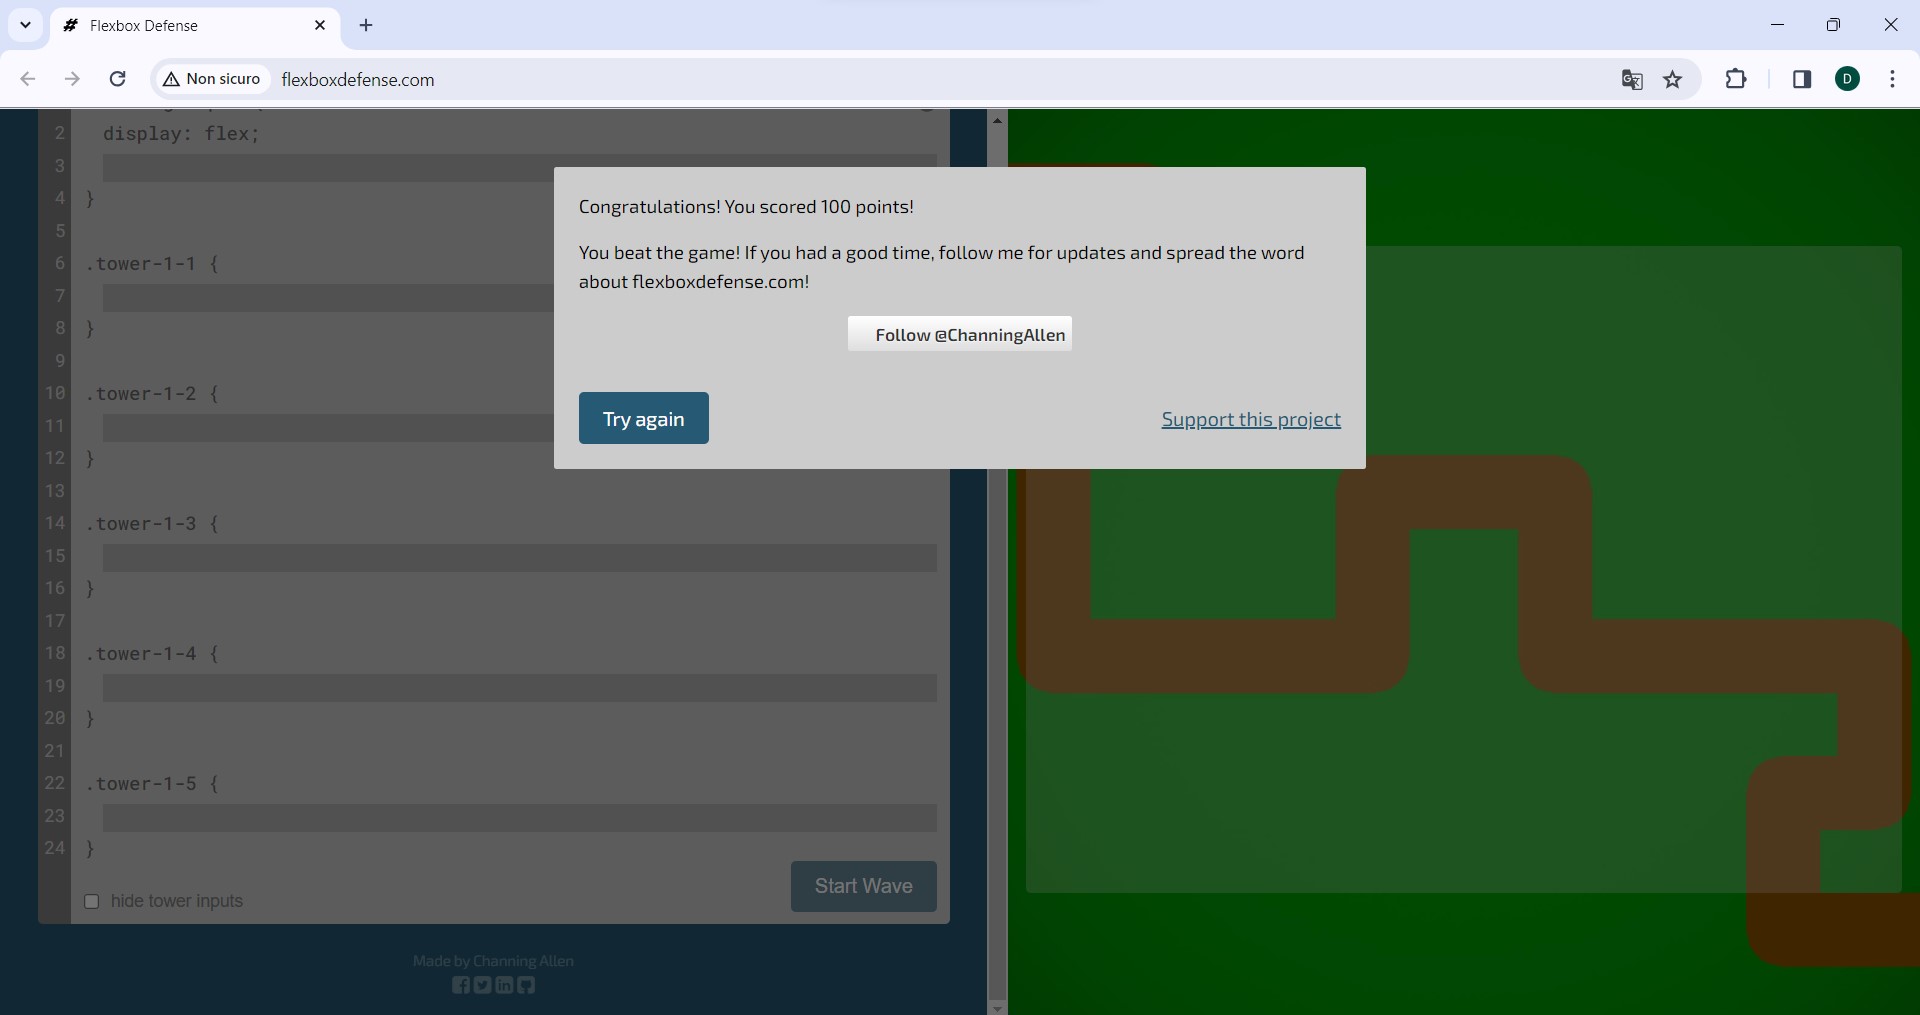 Flexbox Defense
Non sicuro
flexboxdefense.com
D
2 display: flex;
3
4 }
5
6 .tower-1-1 {
7
8 }
9
10 .tower-1-2 {
11
12 }
13
14 .tower-1-3 {
15
16 }
17
18 .tower-1-4 {
19
20 }
21
22 .tower-1-5 {
23
24 }
hide tower inputs
Start Wave
Made by Channing Allen
Congratulations! You scored 100 points!
You beat the game! If you had a good time, follow me for updates and spread the word
about flexboxdefense.com!
Follow @ChanningAllen
Try again
Support this project